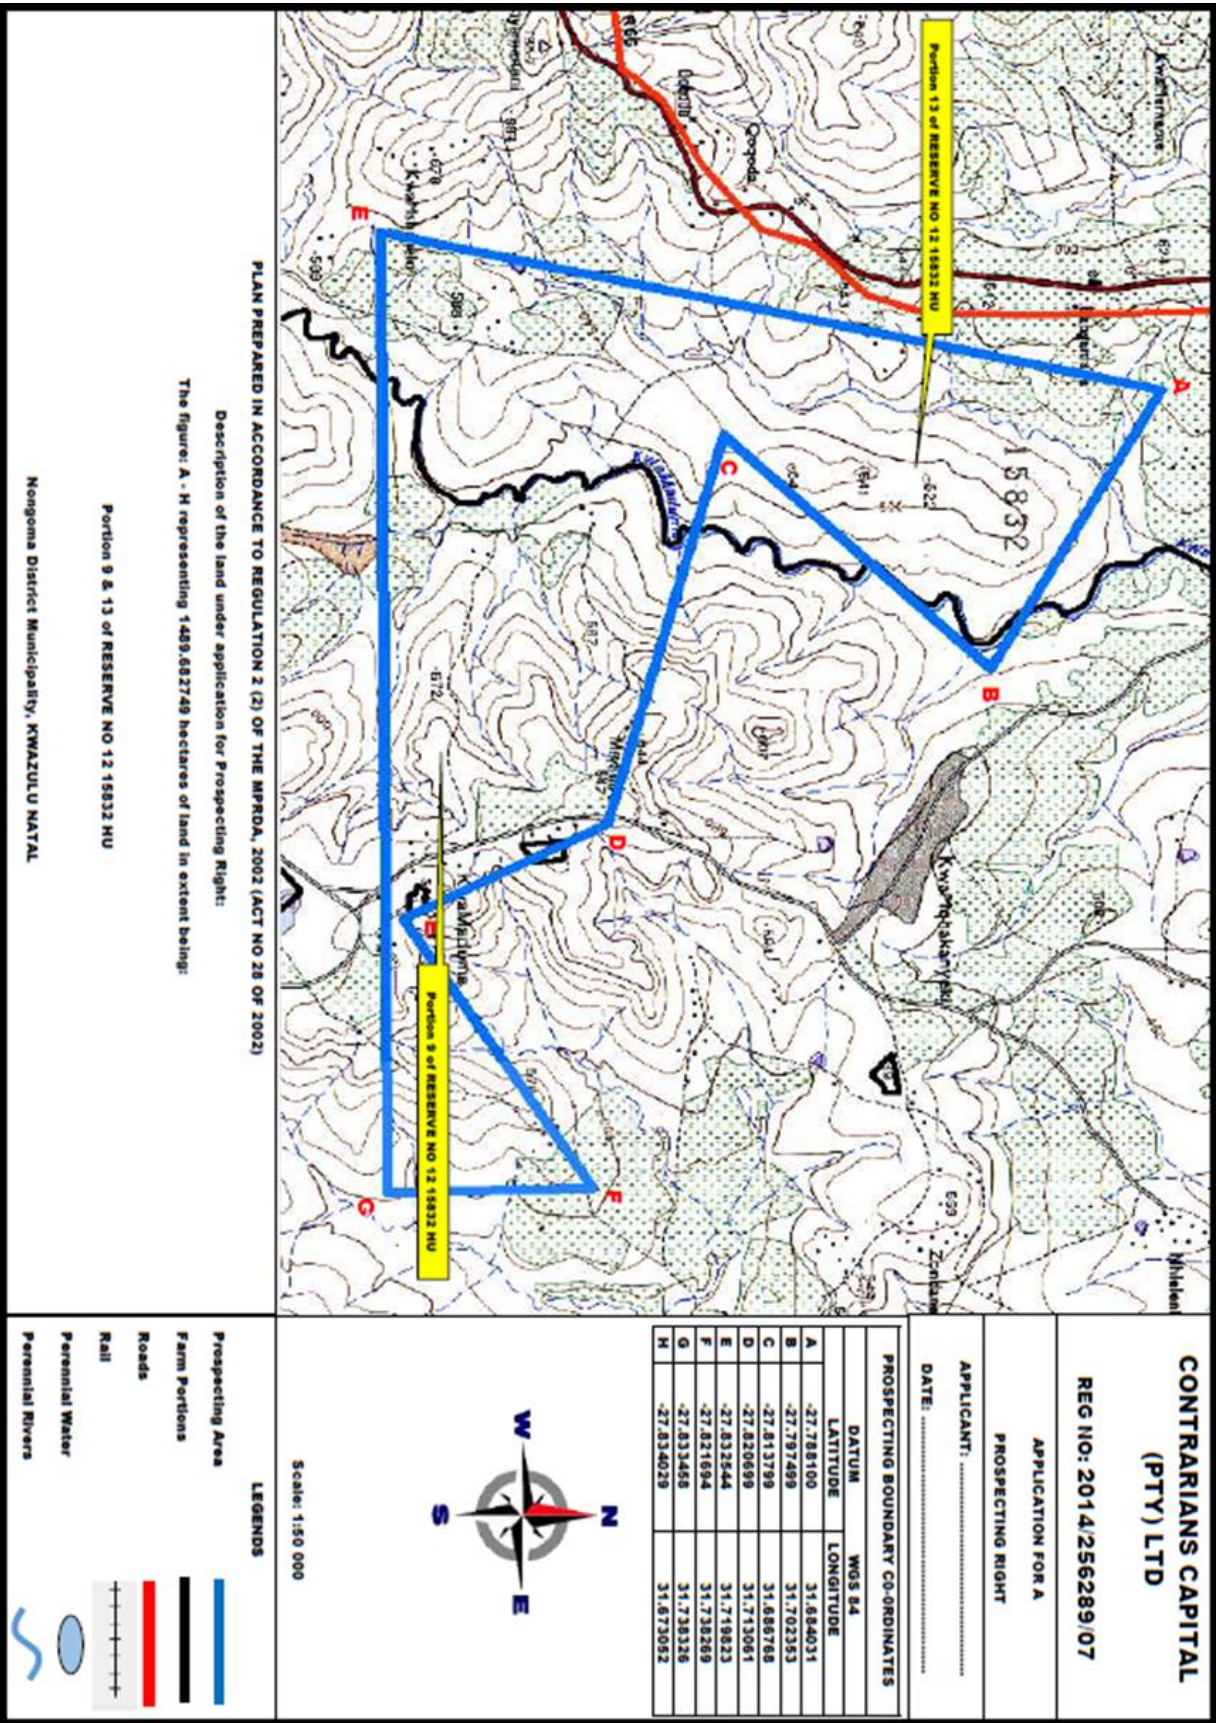 CONTRARIANS CAPITAL
(PTY) LTD
REG NO: 2014/256289/07
APPLICATION FOR A
PROSPECTING RIGHT
APPLICANT:
DATE:
PROSPECTING BOUNDARY CO-ORDINATES
DATUM WGS 84
LATITUDE LONGITUDE
A -27.788100 31.684031
B -27.797499 31.702353
C -27.813799 31.686768
D -27.820699 31.713061
E -27.832544 31.719823
F -27.821694 31.738269
G -27.833458 31.738326
H -27.834029 31.673052
N
W
E
S
Scale: 1:50 000
LEGENDS
Prospecting Area
Farm Portions
Roads
Rail
Perennial Water
Perennial Rivers
Portion 13 of RESERVE NO 12 15832 HU
Portion 9 of RESERVE NO 12 15832 HU
A
B
C
D
E
F
G
E
15832
Qoqoda
Zondane
672
587
599
PLAN PREPARED IN ACCORDANCE TO REGULATION 2 (2) OF THE MPRDA, 2002 (ACT NO 28 OF 2002)
Description of the land under application for Prospecting Right:
The figure: A - H representing 1489.682749 hectares of land in extent being:
Portion 9 & 13 of RESERVE NO 12 15832 HU
Nongoma District Municipality, KWAZULU NATAL